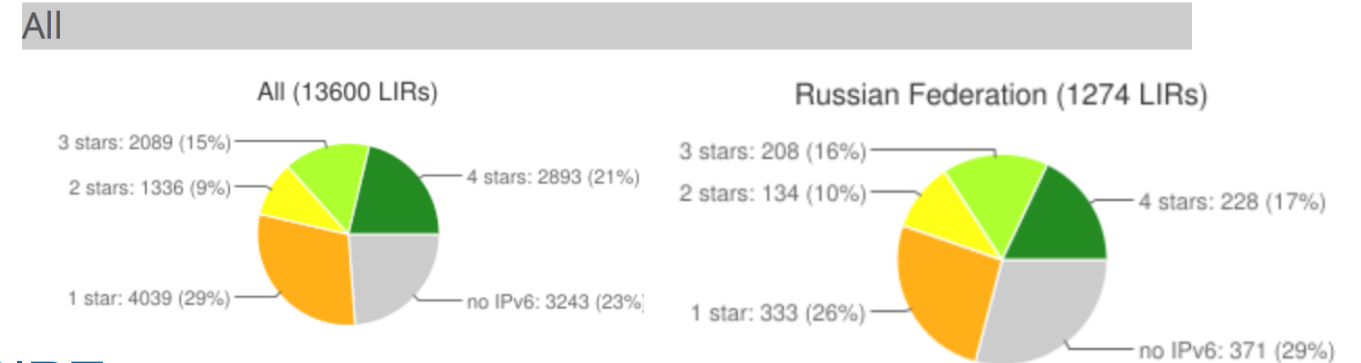 All
All (13600 LIRs)
3 stars: 2089 (15%)
4 stars: 2893 (21%)
2 stars: 1336 (9%)
1 star: 4039 (29%)
no IPv6: 3243 (23%)
Russian Federation (1274 LIRs)
3 stars: 208 (16%)
2 stars: 134 (10%)
4 stars: 228 (17%)
1 star: 333 (26%)
no IPv6: 371 (29%)